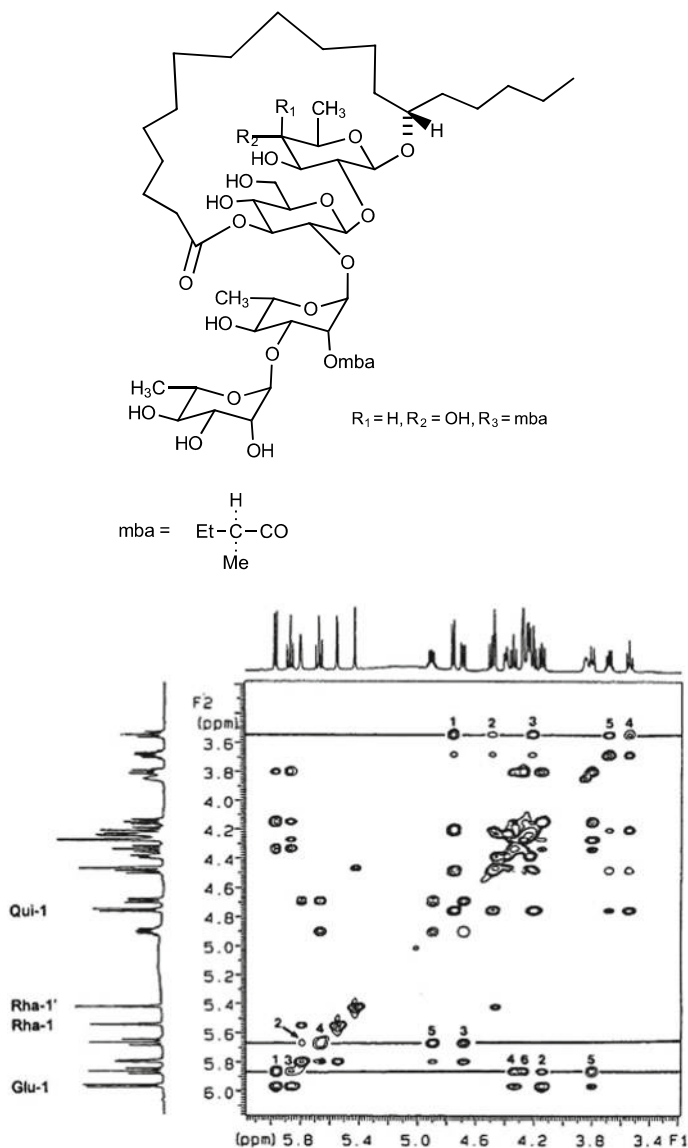 R₁
CH₃
R₂
O
HO
O
H
HO
O
HO
O
O
O
O
CH₃
O
HO
O
Omba
H₃C
O
HO
HO
OH
R₁ = H, R₂ = OH, R₃ = mba
H
mba = Et-C-CO
Me
F2
(ppm)
1 2 3 5 4
3.6
3.8
4.0
4.2
4.4
4.6
Qui-1
4.8
5.0
5.2
Rha-1'
5.4
Rha-1
5.6
2 4 5 3
5.8
1 3 4 6 2 5
Glu-1
6.0
(ppm) 5.8 5.4 5.0 4.6 4.2 3.8 3.4 F1